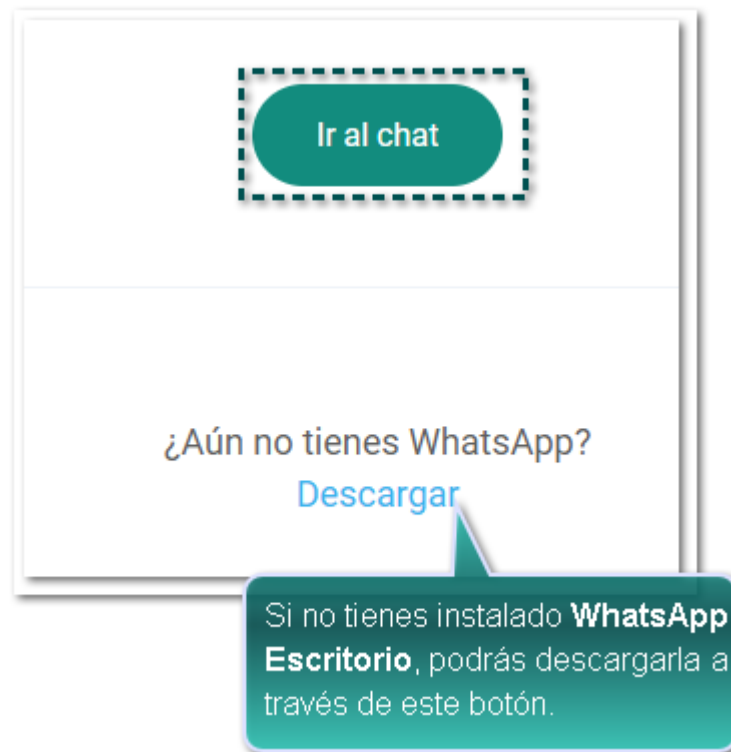 Ir al chat
¿Aún no tienes WhatsApp?
Descargar
Si no tienes instalado WhatsApp
Escritorio, podrás descargarla a
través de este botón.